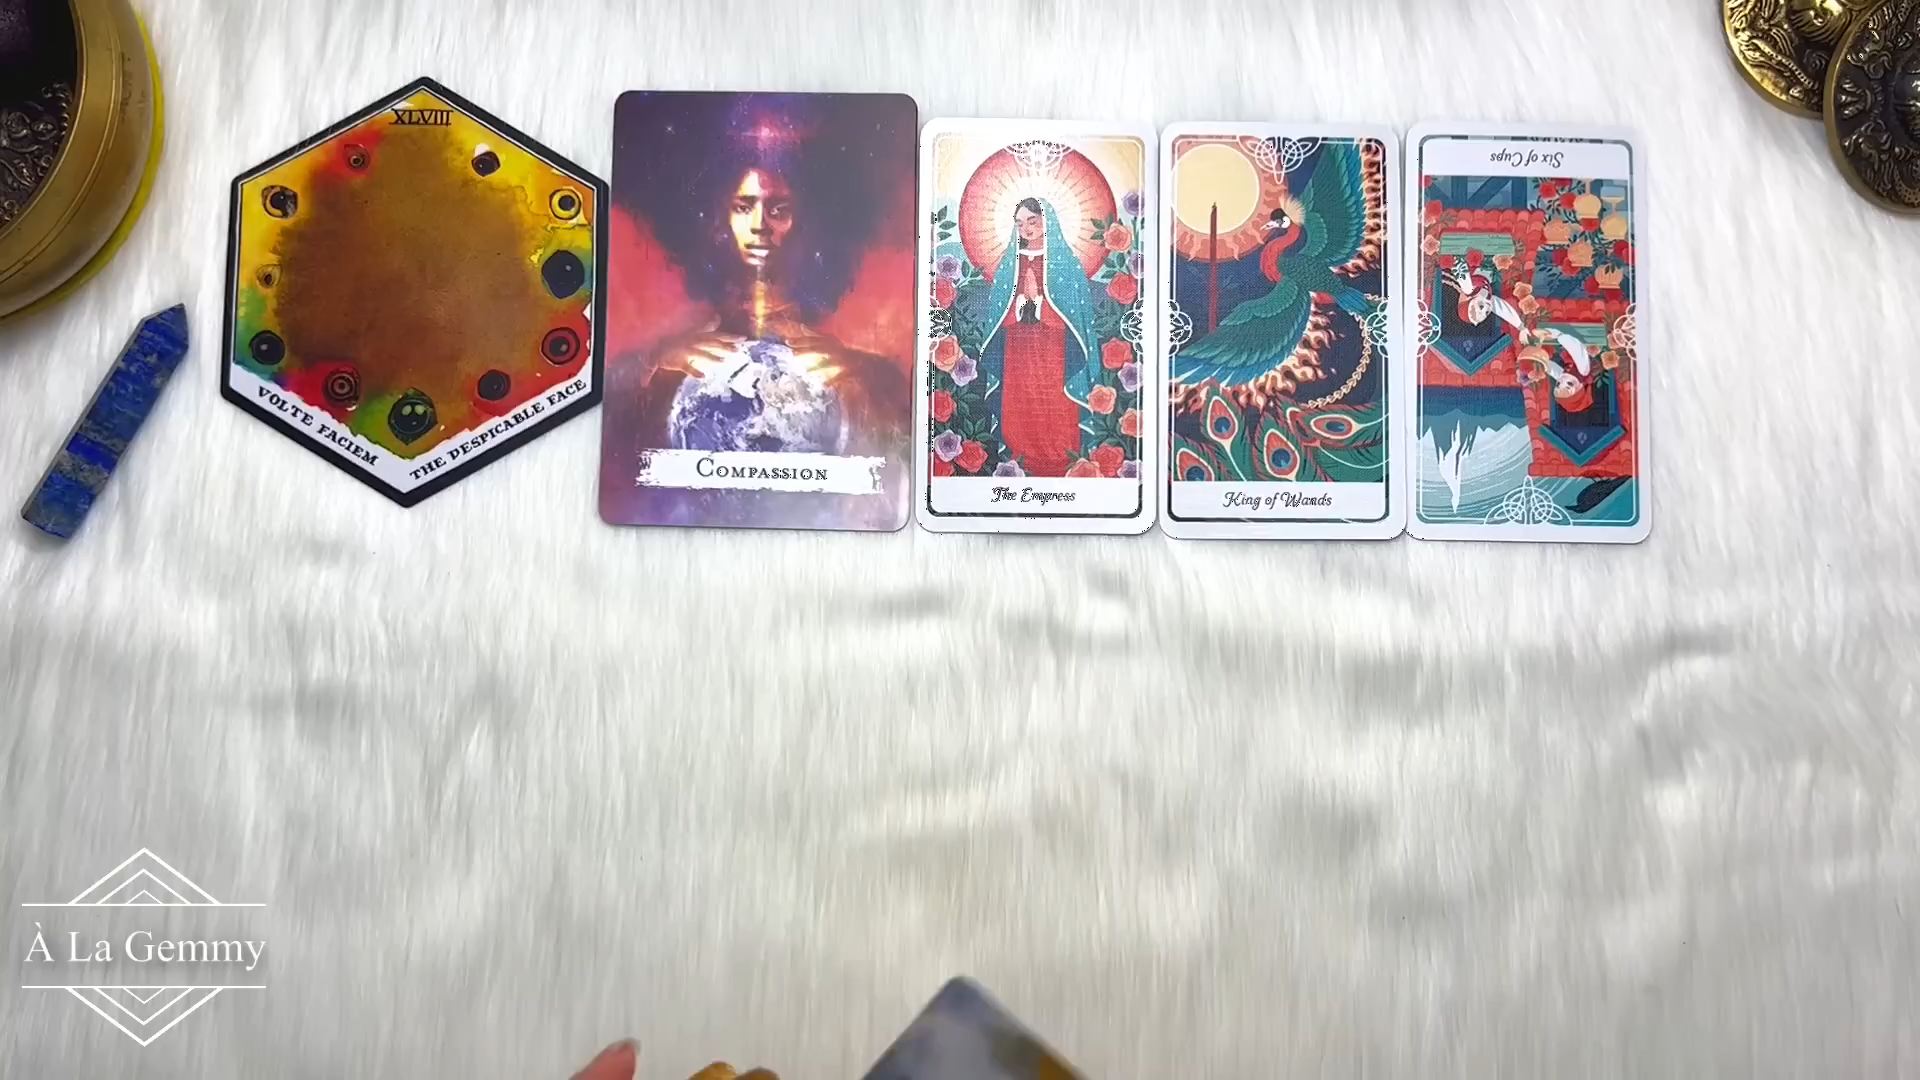 XLVIII
VOLTE FACIEM
THE DESPICABLE FACE
COMPASSION
The Empress
King of Wands
Six of Cups
À La Gemmy